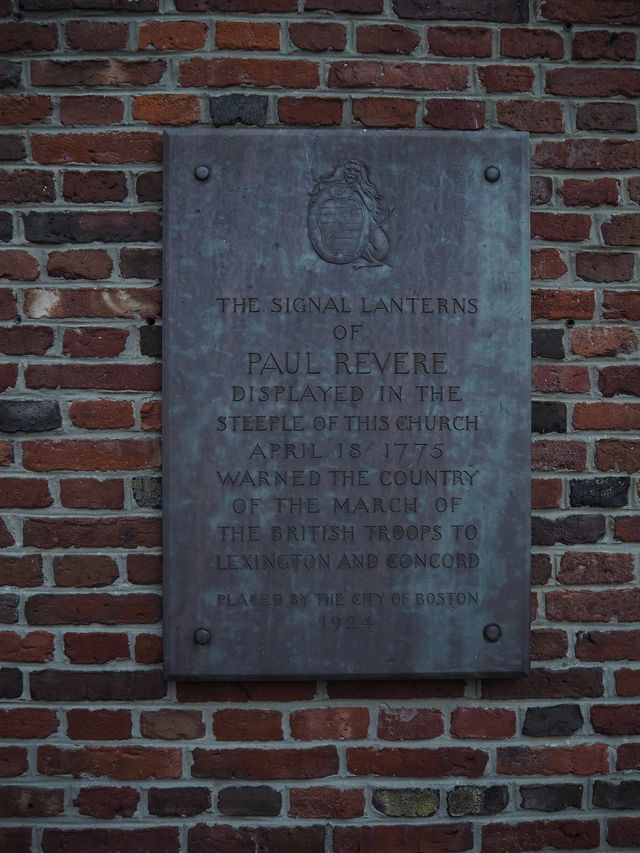 THE SIGNAL LANTERNS
OF
PAUL REVERE
DISPLAYED IN THE
STEEPLE OF THIS CHURCH
APRIL 18 1775
WARNED THE COUNTRY
OF THE MARCH OF
THE BRITISH TROOPS TO
LEXINGTON AND CONCORD
PLACED BY THE CITY OF BOSTON
1924